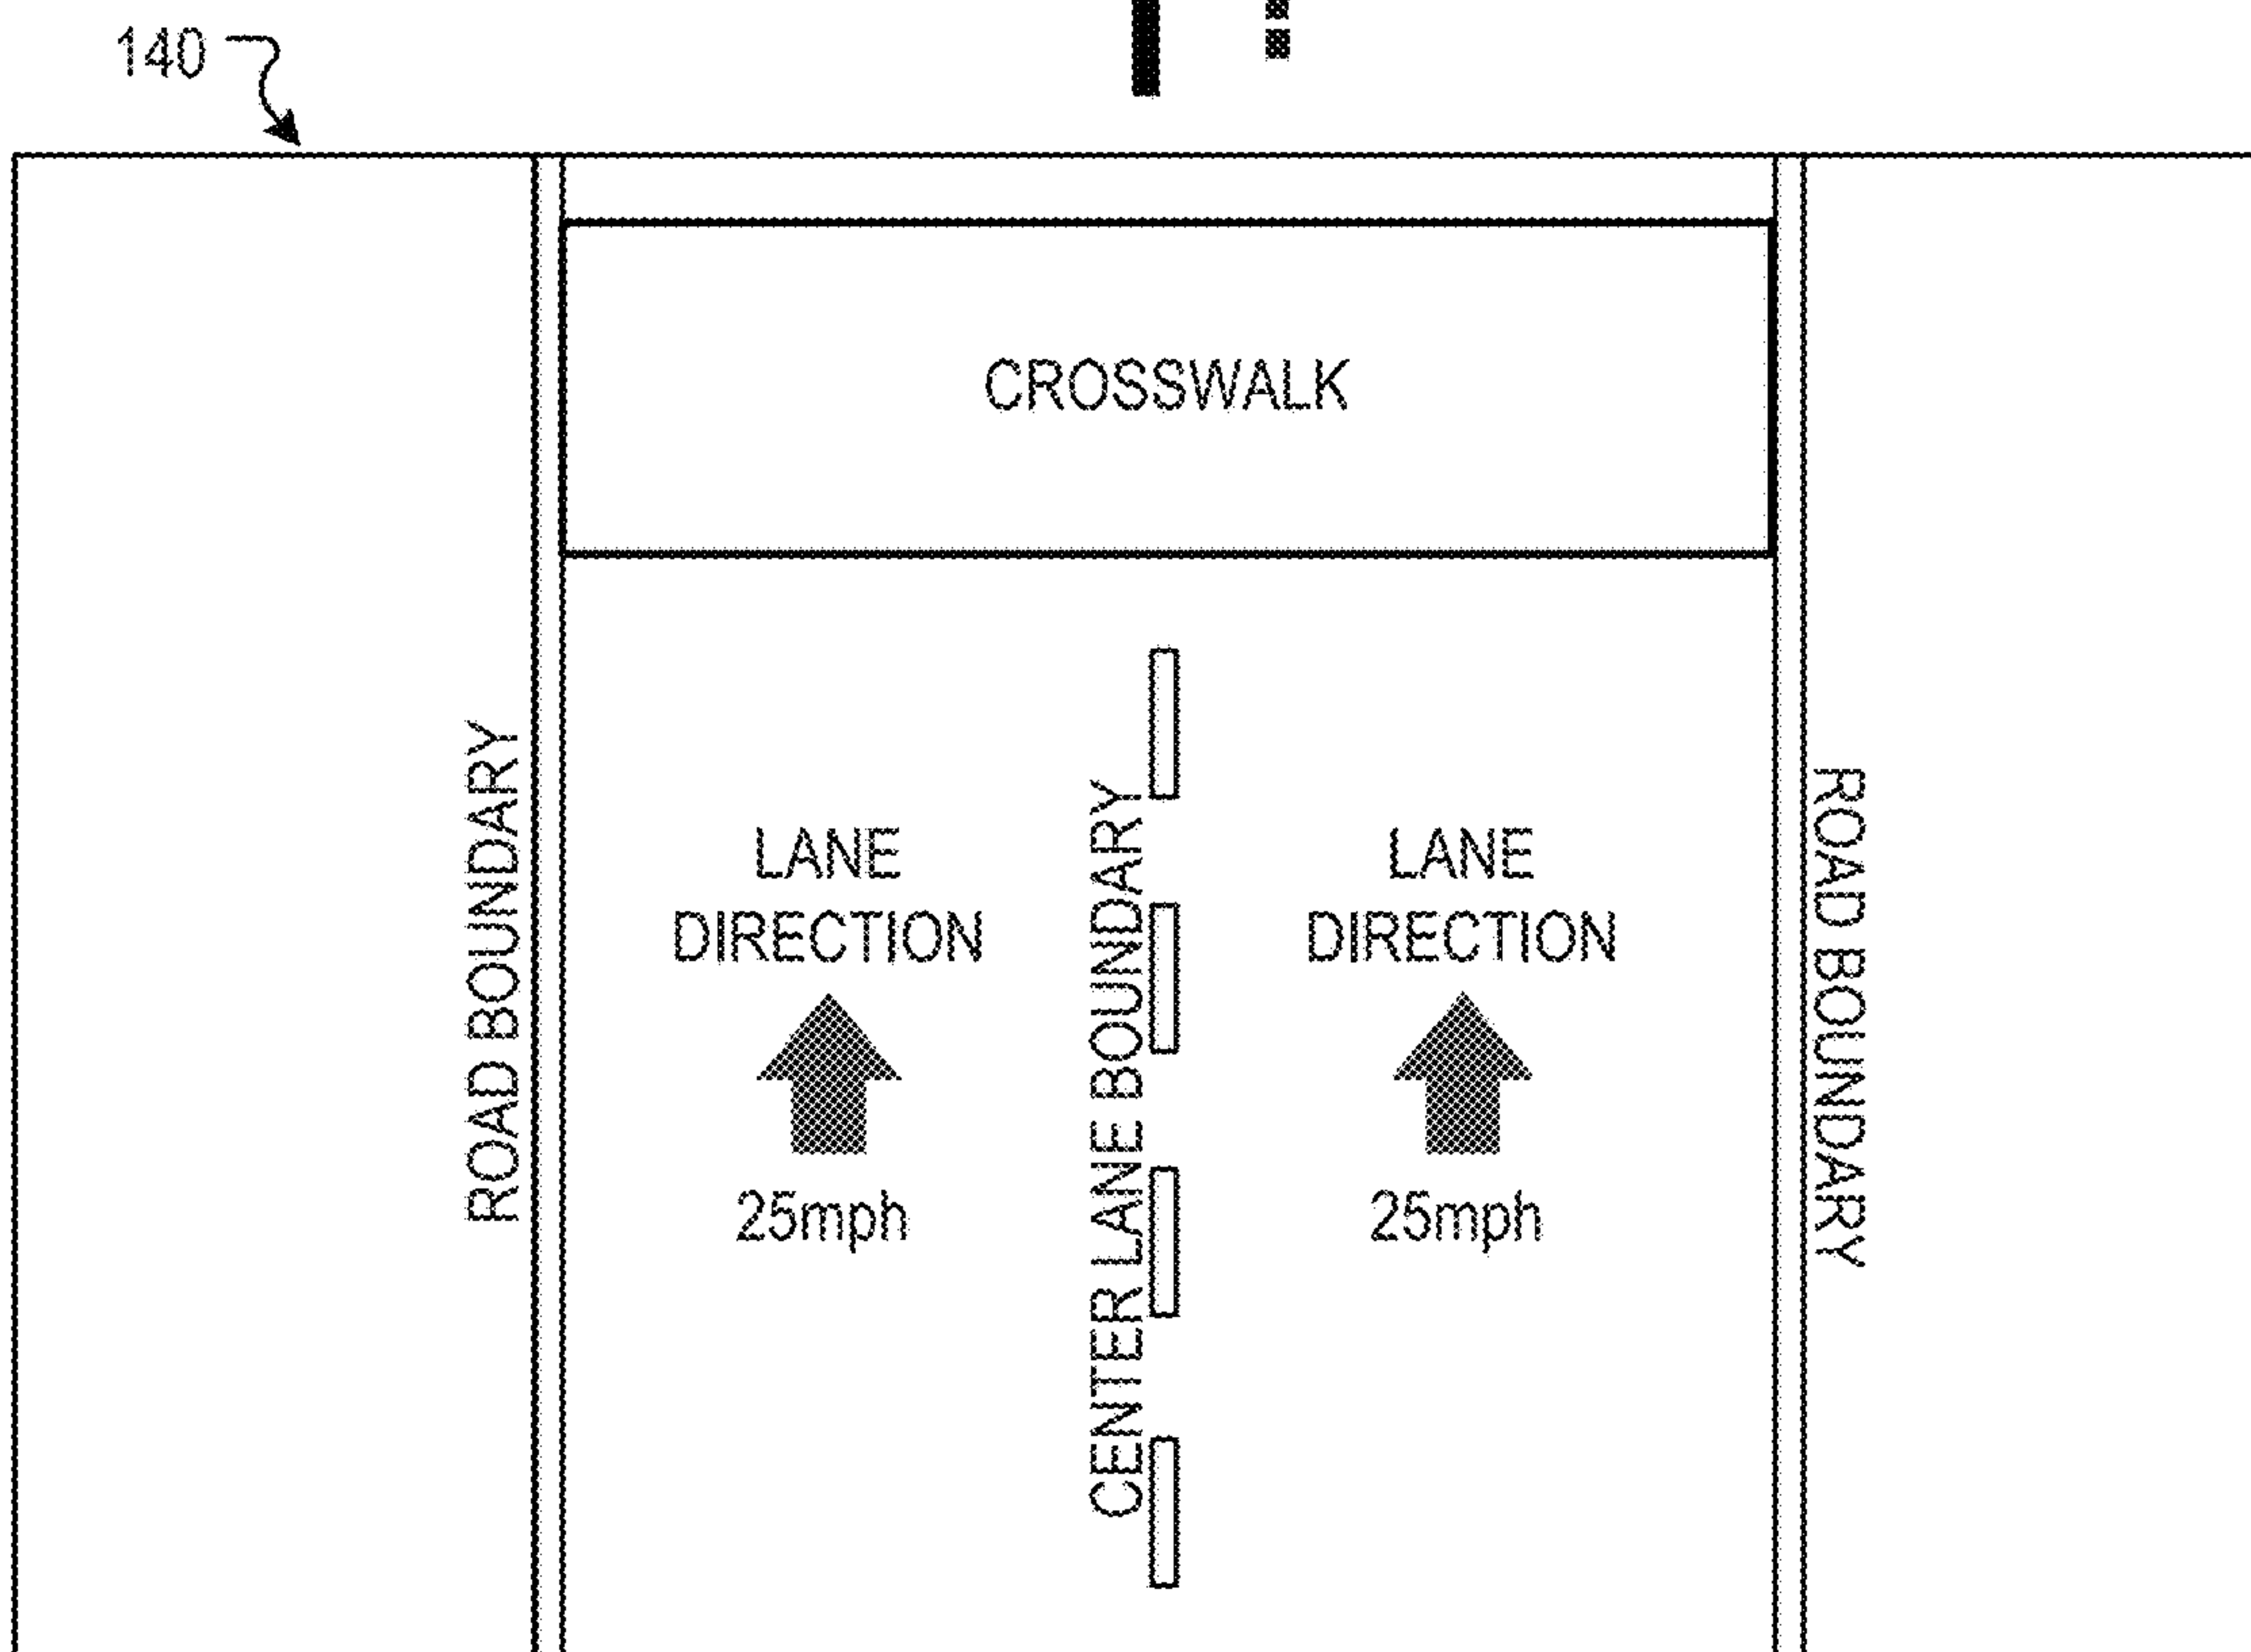 140
CROSSWALK
ROAD BOUNDARY
LANE
DIRECTION
25mph
CENTER LANE BOUNDARY
LANE
DIRECTION
25mph
ROAD BOUNDARY